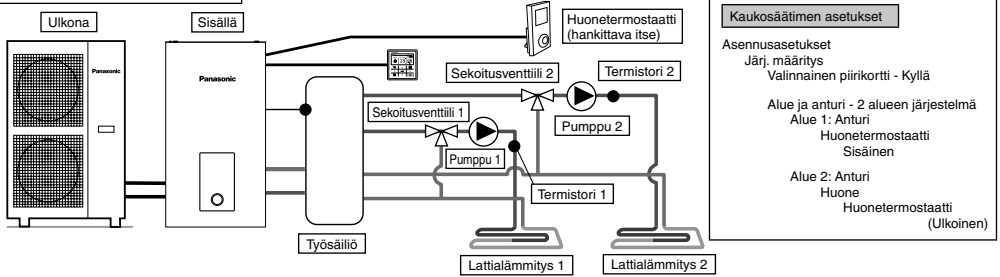 Ulkona
Sisällä
Panasonic
Panasonic
Huonetermostaatti
(hankittava itse)
Sekoitusventtiili 2
Termistori 2
Sekoitusventtiili 1
Pumppu 2
Pumppu 1
Termistori 1
Työsäiliö
Lattialämmitys 1
Lattialämmitys 2
Kaukosäätimen asetukset
Asennusasetukset
Järj. määritys
Valinnainen piirikortti - Kyllä
Alue ja anturi - 2 alueen järjestelmä
Alue 1: Anturi
Huonetermostaatti
Sisäinen
Alue 2: Anturi
Huone
Huonetermostaatti
(Ulkoinen)